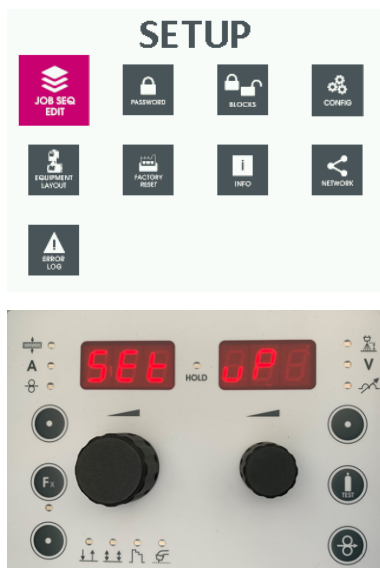 SETUP
JOB SEQ
EDIT
PASSWORD
BLOCKS
CONFIG
EQUIPMENT
LAYOUT
FACTORY
RESET
i
INFO
NETWORK
ERROR
LOG
A
SEt
HOLD
uP
V
Fx
TEST